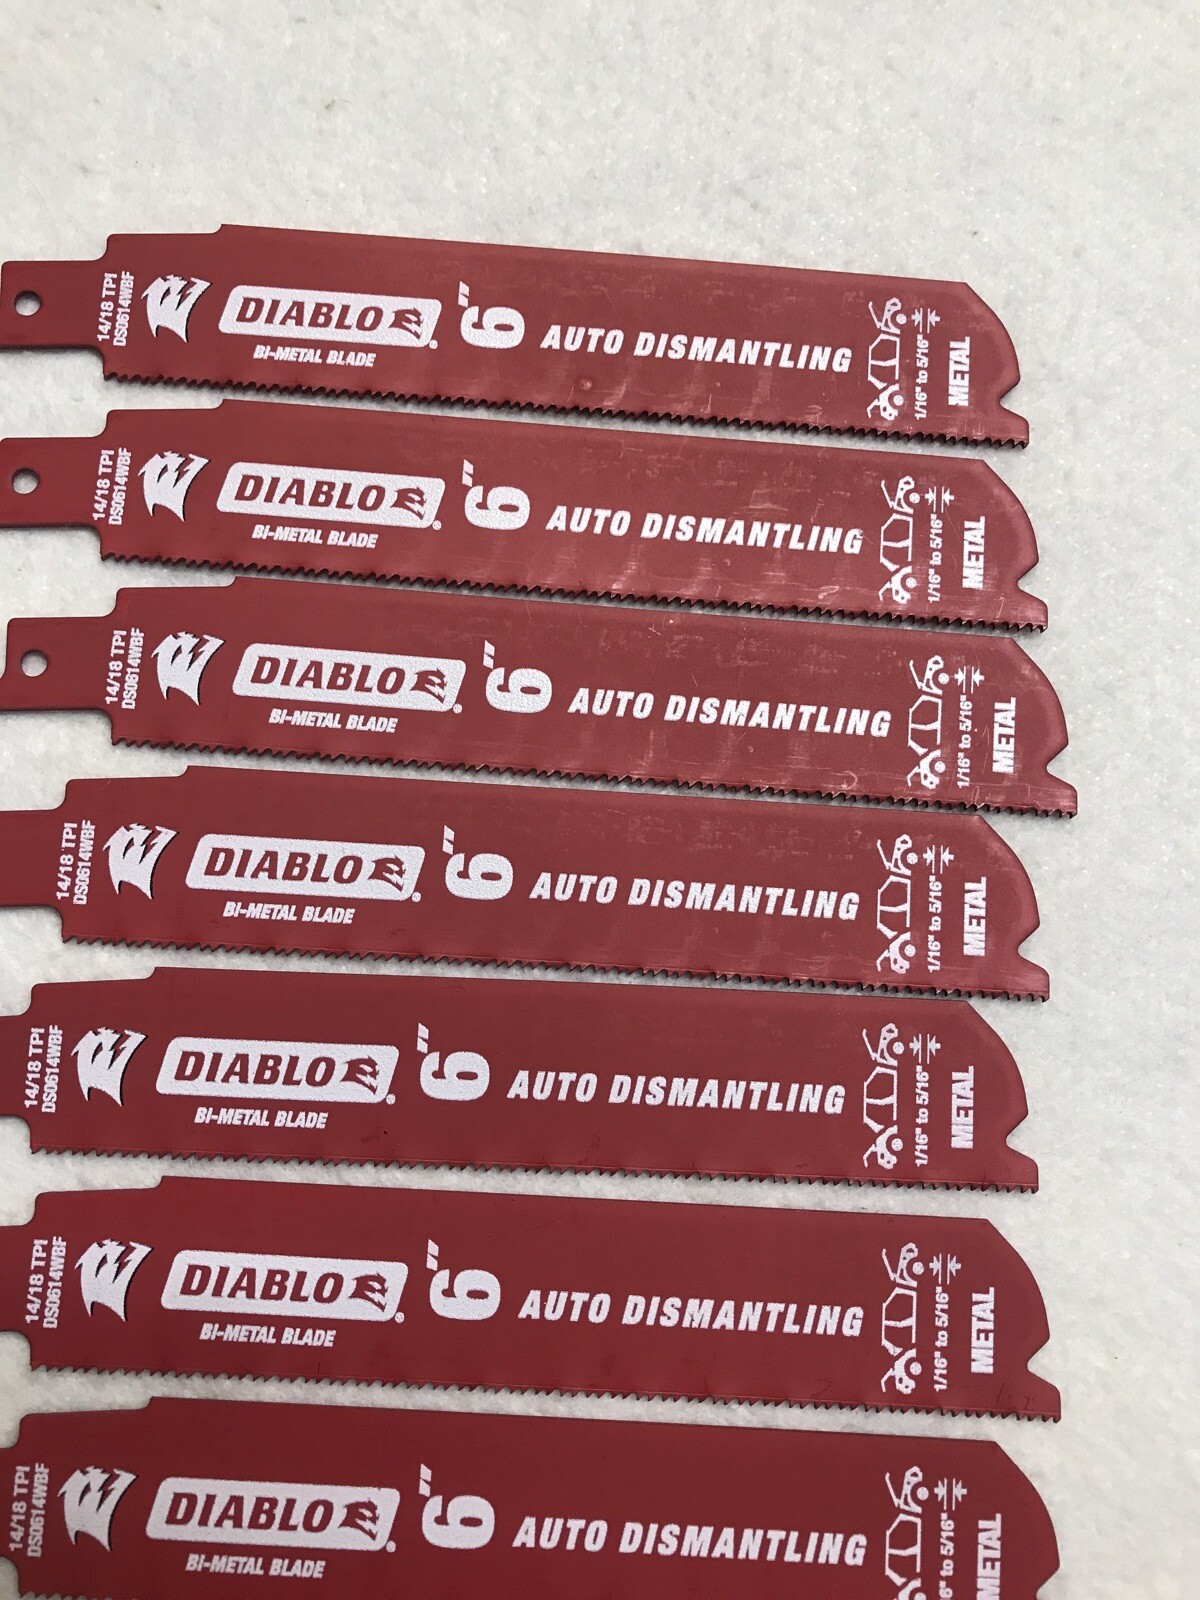 14/18 TPI
DS0614WBF
DIABLO®
BI-METAL BLADE
6"
AUTO DISMANTLING
1/16" to 5/16"
METAL
14/18 TPI
DS0614WBF
DIABLO®
BI-METAL BLADE
6"
AUTO DISMANTLING
1/16" to 5/16"
METAL
14/18 TPI
DS0614WBF
DIABLO®
BI-METAL BLADE
6"
AUTO DISMANTLING
1/16" to 5/16"
METAL
14/18 TPI
DS0614WBF
DIABLO®
BI-METAL BLADE
6"
AUTO DISMANTLING
1/16" to 5/16"
METAL
14/18 TPI
DS0614WBF
DIABLO®
BI-METAL BLADE
6"
AUTO DISMANTLING
1/16" to 5/16"
METAL
14/18 TPI
DS0614WBF
DIABLO®
BI-METAL BLADE
6"
AUTO DISMANTLING
1/16" to 5/16"
METAL
14/18 TPI
DS0614WBF
DIABLO®
BI-METAL BLADE
6"
AUTO DISMANTLING
6" to 5/16"
METAL